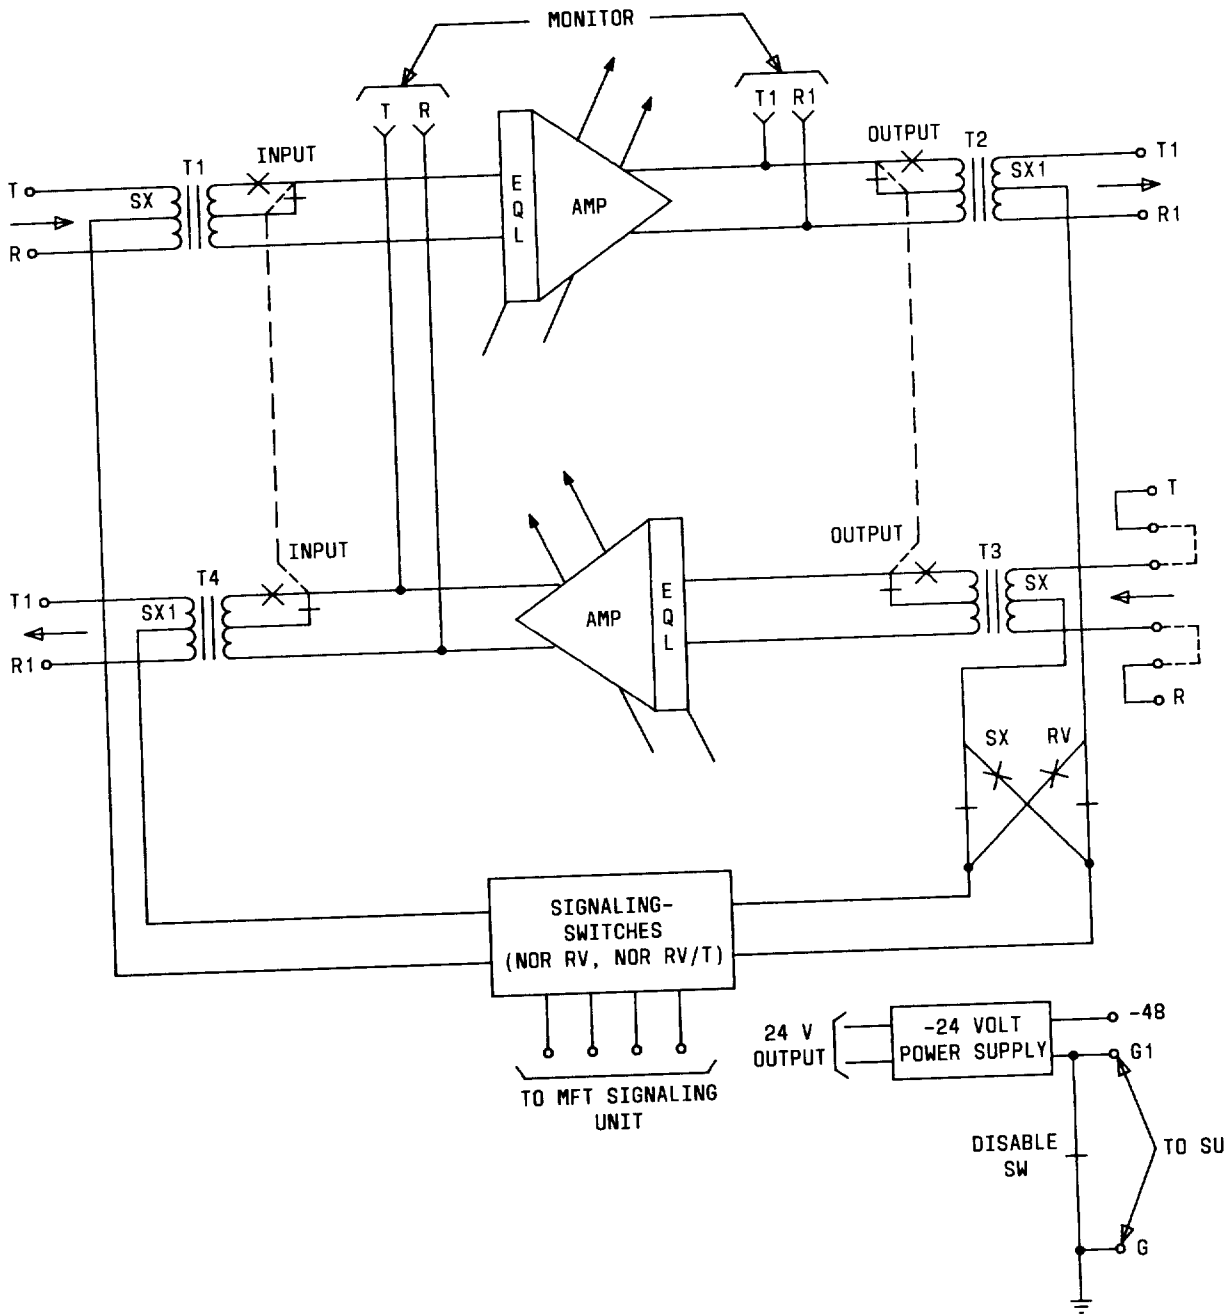 MONITOR
T R
T1 R1
OUTPUT
T2
INPUT
T1
T
SX
SX1
T1
R
R1
EQL
AMP
T
OUTPUT
T3
SX
INPUT
T4
T1
SX1
R1
AMP
EQL
R
SX RV
SIGNALING-
SWITCHES
(NOR RV, NOR RV/T)
TO MFT SIGNALING
UNIT
24 V
OUTPUT
-24 VOLT
POWER SUPPLY
-48
G1
DISABLE
SW
TO SU
G